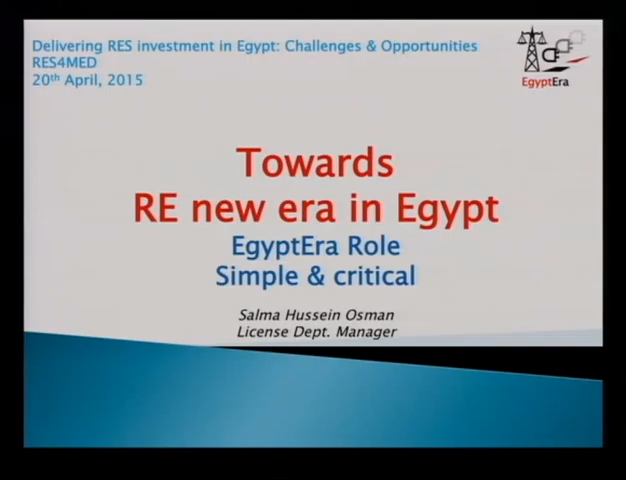 Delivering RES investment in Egypt: Challenges & Opportunities
RES4MED
20th April, 2015
EgyptEra
Towards
RE new era in Egypt
EgyptEra Role
Simple & critical
Salma Hussein Osman
License Dept. Manager